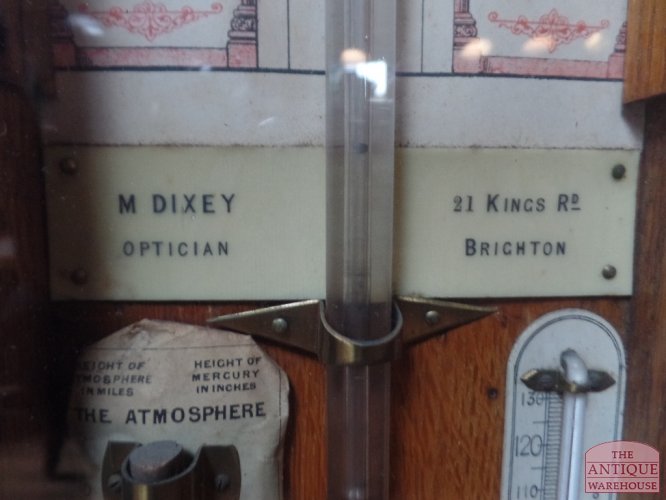 M DIXEY
OPTICIAN
21 KINGS RD
BRIGHTON
HEIGHT OF
ATMOSPHERE
IN MILES
HEIGHT OF
MERCURY
IN INCHES
THE ATMOSPHERE
130
120
110
THE
ANTIQUE
WAREHOUSE